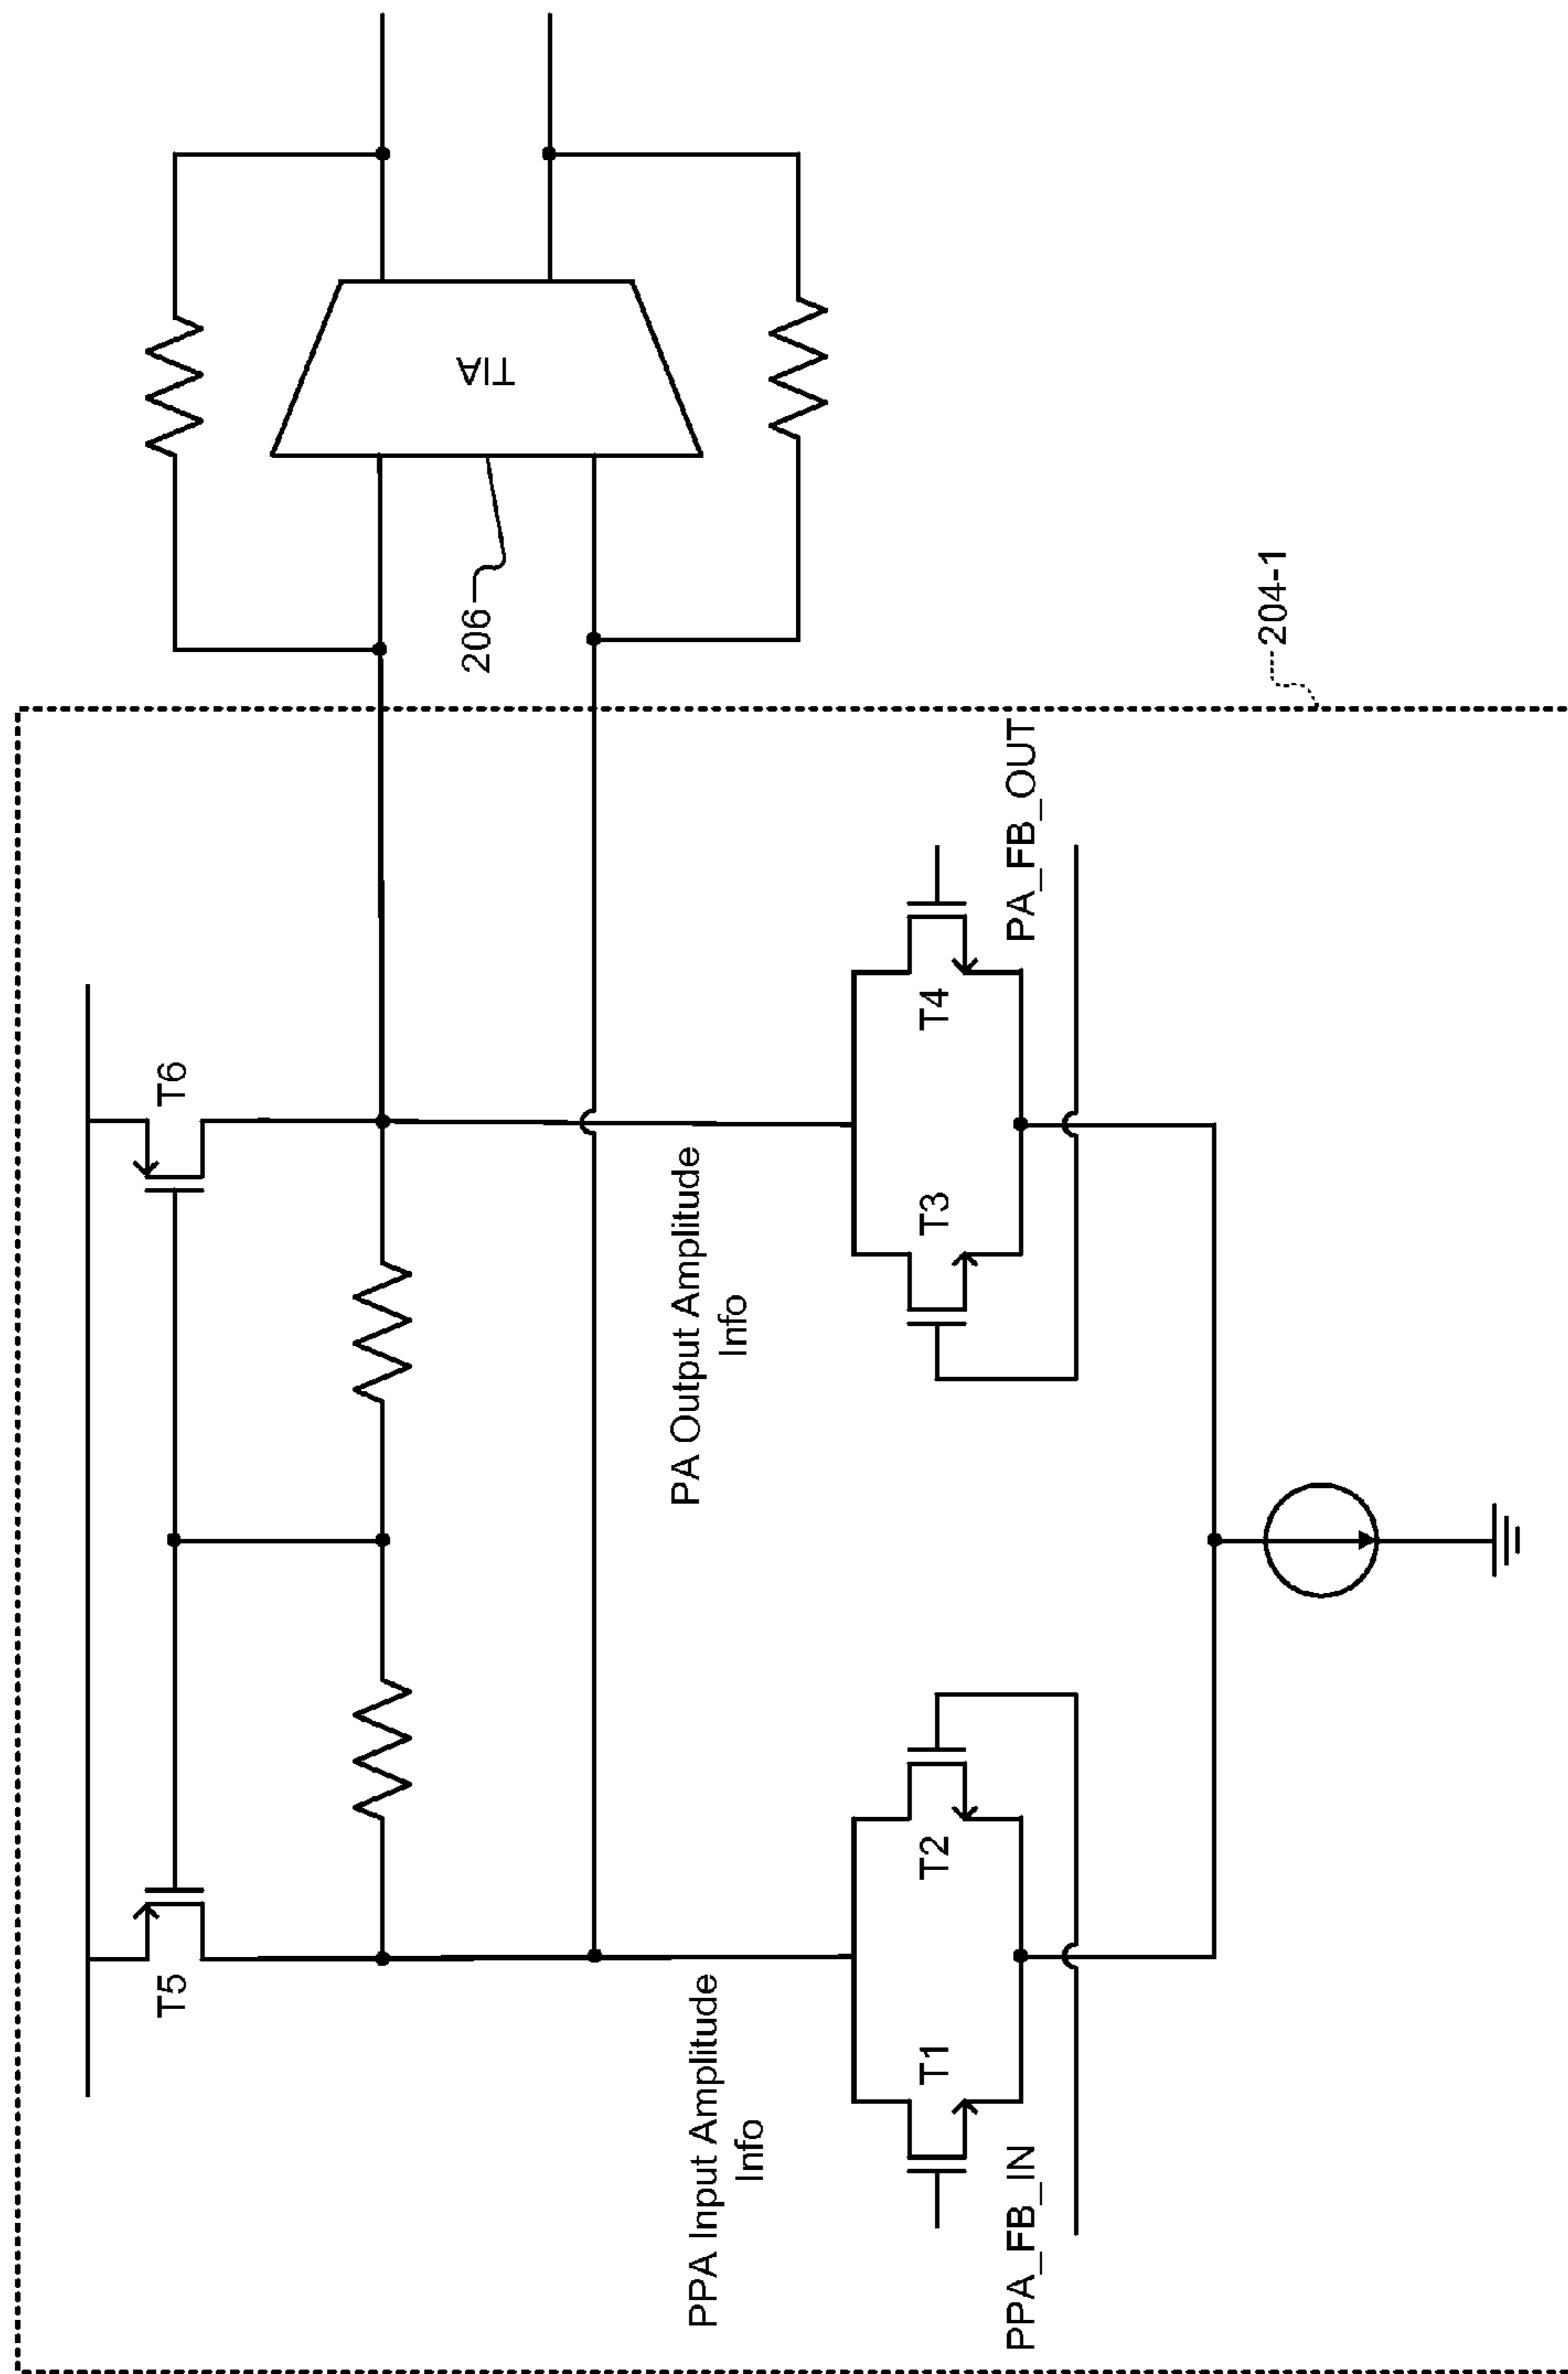 T5
T6
PPA Input Amplitude
Info
PA Output Amplitude
Info
T1
T2
T3
T4
PPA_FB_IN
PA_FB_OUT
204-1
206
TIA